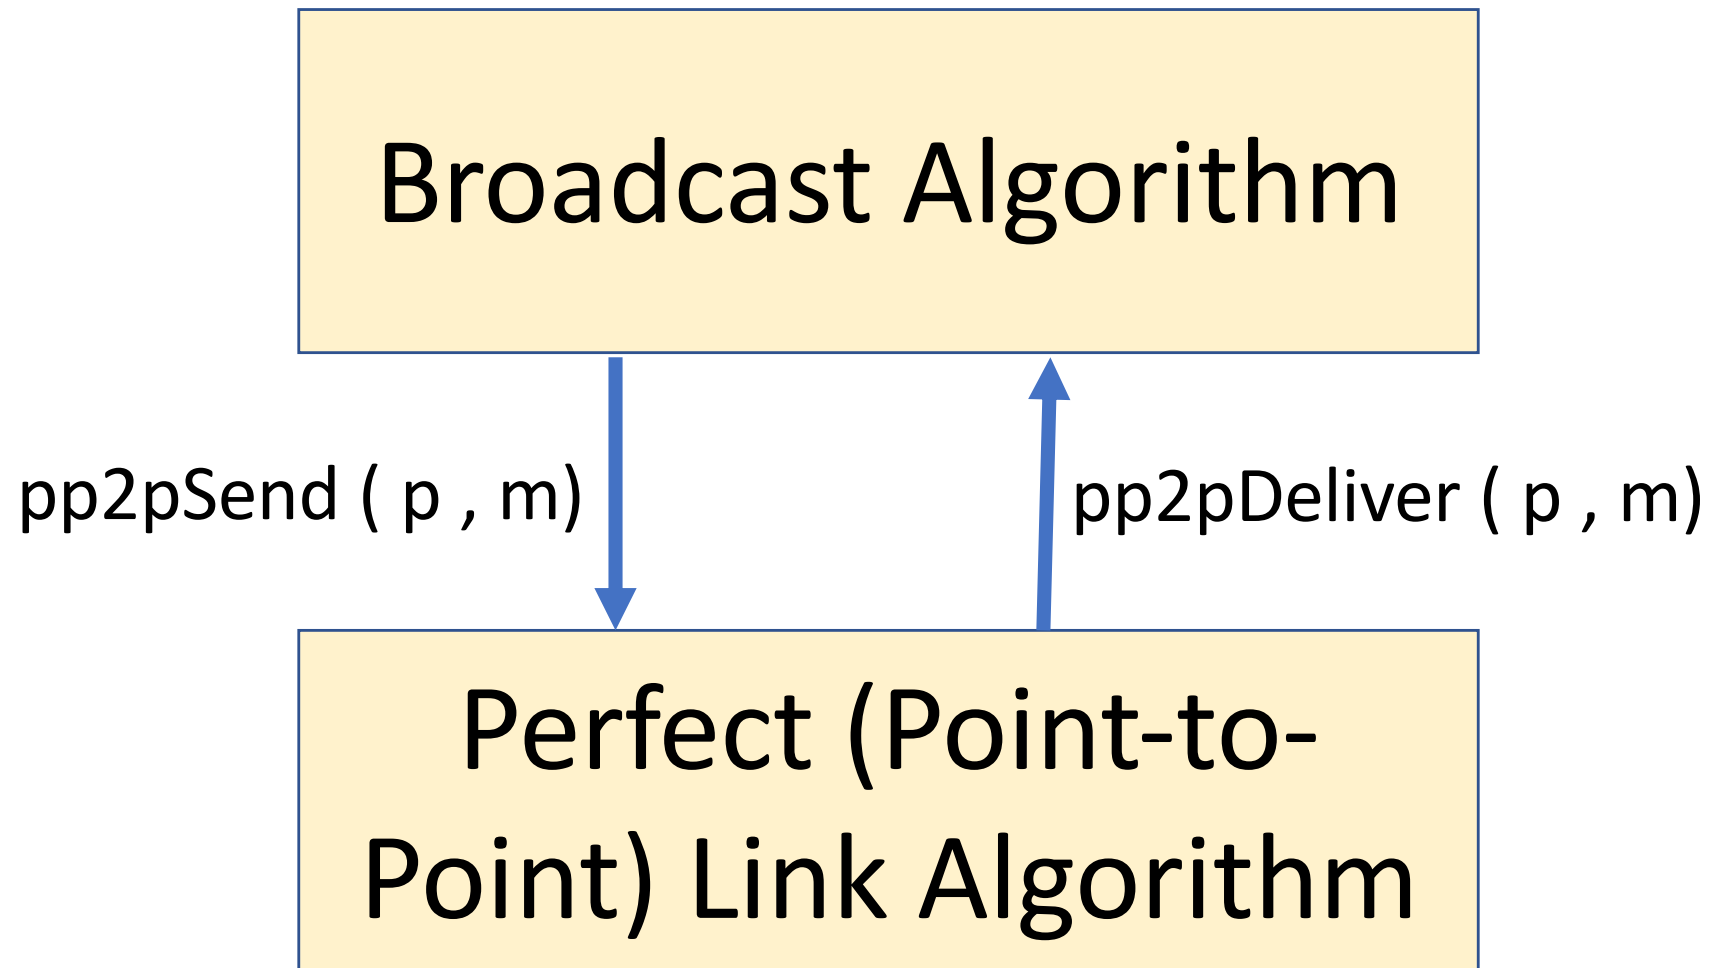 Broadcast Algorithm
pp2pSend ( p , m)
pp2pDeliver ( p , m)
Perfect (Point-to-
Point) Link Algorithm